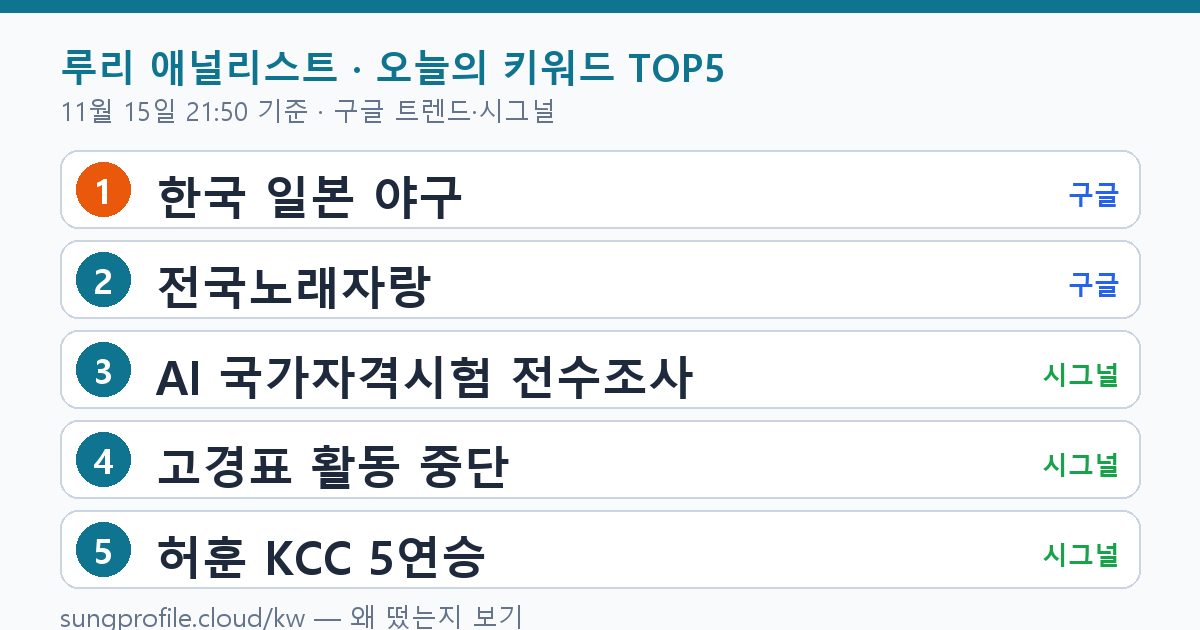 루리 애널리스트 · 오늘의 키워드 TOP5
11월 15일 21:50 기준 · 구글 트렌드·시그널
1 한국 일본 야구 구글
2 전국노래자랑 구글
3 AI 국가자격시험 전수조사 시그널
4 고경표 활동 중단 시그널
5 허훈 KCC 5연승 시그널
sungprofile.cloud/kw — 왜 떴는지 보기